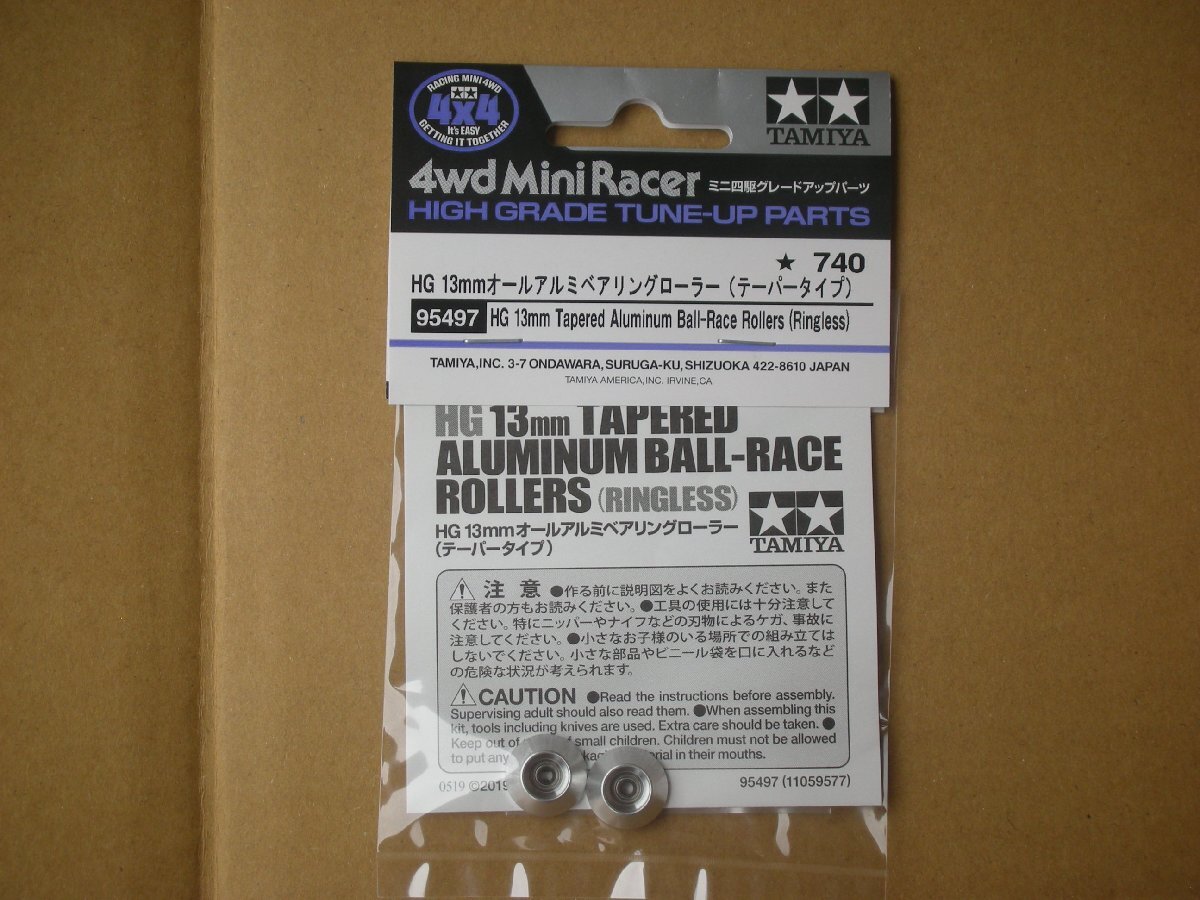 RACING MINI 4WD
4x4
It's EASY
GETTING IT TOGETHER
TAMIYA
4wd Mini Racer ミニ四駆グレードアップパーツ
HIGH GRADE TUNE-UP PARTS
★ 740
HG 13mmオールアルミベアリングローラー(テーパータイプ)
95497 HG 13mm Tapered Aluminum Ball-Race Rollers (Ringless)
TAMIYA,INC. 3-7 ONDAWARA, SURUGA-KU, SHIZUOKA 422-8610 JAPAN
TAMIYA AMERICA,INC. IRVINE,CA.
HG 13mm TAPERED
ALUMINUM BALL-RACE
ROLLERS (RINGLESS)
TAMIYA
HG 13mmオールアルミベアリングローラー
(テーパータイプ)
注意 ●作る前に説明図をよくお読みください。また
保護者の方もお読みください。●工具の使用には十分注意して
ください。特にニッパーやナイフなどの刃物によるケガ、事故に
注意してください。●小さなお子様のいる場所での組み立ては
しないでください。小さな部品やビニール袋を口に入れるなど
の危険な状況が考えられます。
CAUTION ●Read the instructions before assembly.
Supervising adult should also read them. ●When assembling this
kit, tools including knives are used. Extra care should be taken. ●
Keep out of small children. Children must not be allowed
to put any in their mouths.
0519 ©2019
95497 (11059577)